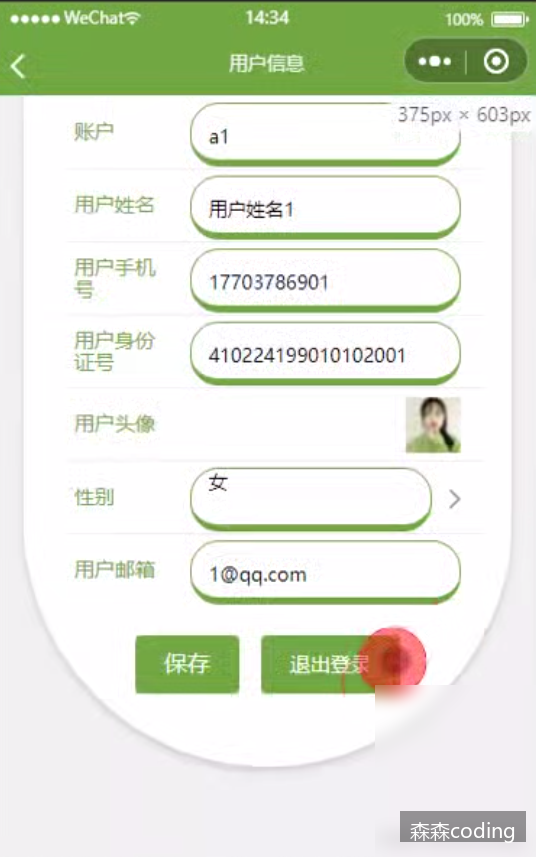 WeChat 14:34 100%
用户信息
375px × 603px
账户 a1
用户姓名 用户姓名1
用户手机号 17703786901
用户身份证号 410224199010102001
用户头像
性别 女
用户邮箱 1@qq.com
保存 退出登录
森森coding